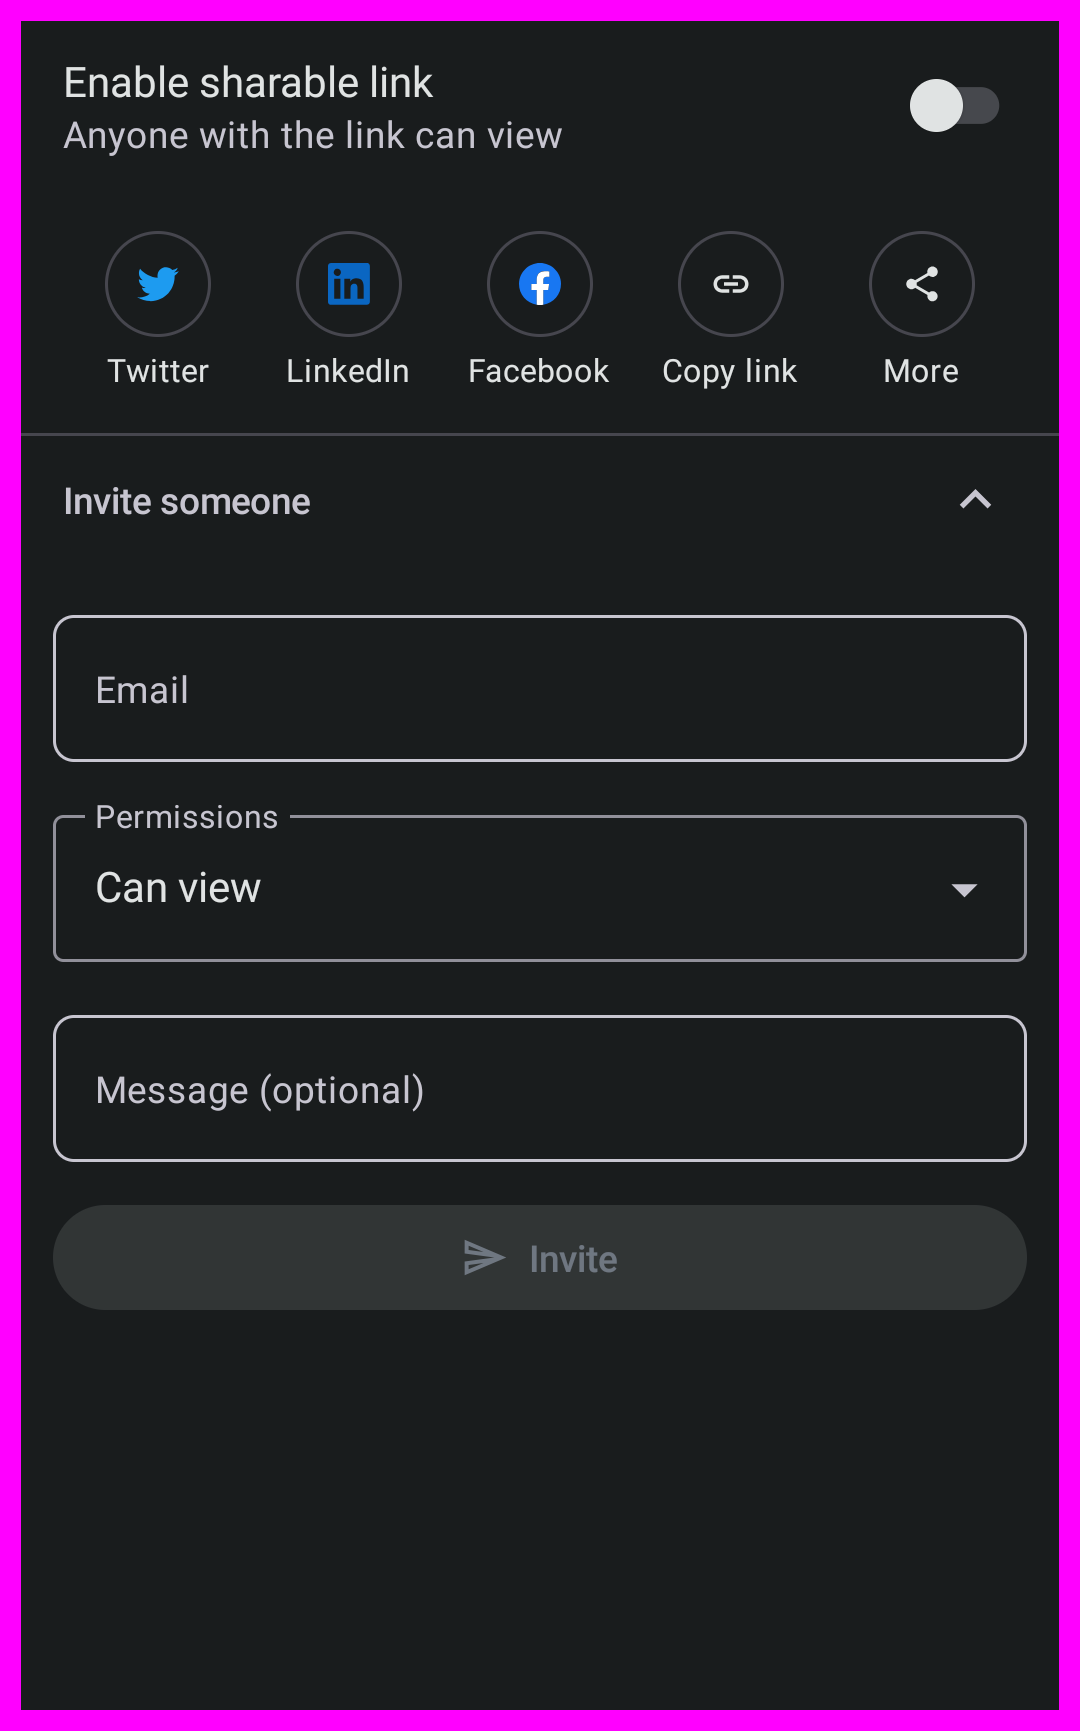 Enable sharable link
Anyone with the link can view
Twitter
LinkedIn
Facebook
Copy link
More
Invite someone
Email
Permissions
Can view
Message (optional)
Invite